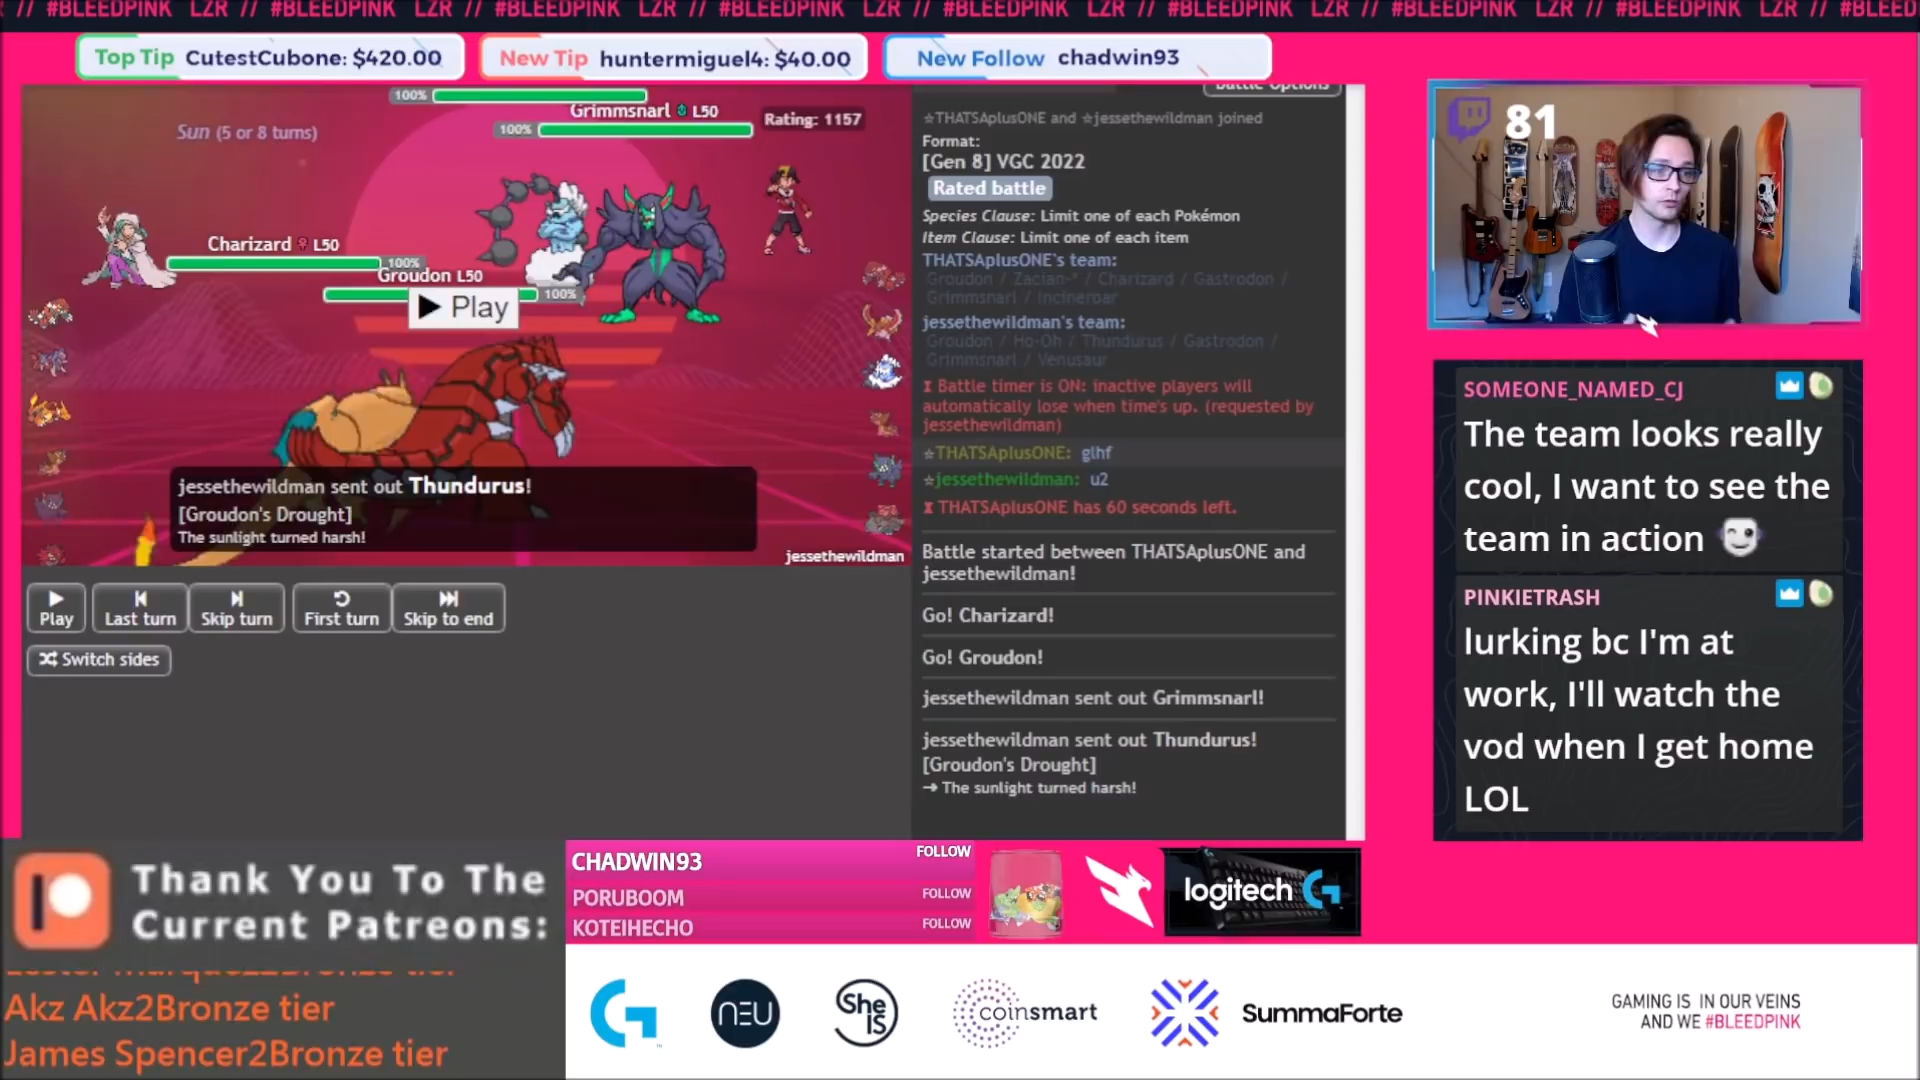 // #BLEEDPINK LZR // #BLEEDPINK LZR // #BLEEDPINK LZR // #BLEEDPINK LZR // #BLEEDPINK LZR // #BLEEDPINK LZR // #BLEEDPINK LZR // #BLEEDPINK LZR // #BLEED
Top Tip CutestCubone: $420.00
New Tip huntermiguel4: $40.00
New Follow chadwin93
100%
Grimmsnarl L50
100%
Rating: 1157
Sun (5 or 8 turns)
Charizard L50
100%
Groudon L50
100%
Play
jessethewildman sent out Thundurus!
[Groudon's Drought]
The sunlight turned harsh!
jessethewildman
Play
Last turn
Skip turn
First turn
Skip to end
Switch sides
Battle Options
☆THATSAplusONE and ☆jessethewildman joined
Format:
[Gen 8] VGC 2022
Rated battle
Species Clause: Limit one of each Pokémon
Item Clause: Limit one of each item
THATSAplusONE's team:
Groudon / Zacian-* / Charizard / Gastrodon /
Grimmsnarl / Incineroar
jessethewildman's team:
Groudon / Ho-Oh / Thundurus / Gastrodon /
Grimmsnarl / Venusaur
Battle timer is ON: inactive players will
automatically lose when time's up. (requested by
jessethewildman)
☆THATSAplusONE: glhf
☆jessethewildman: u2
THATSAplusONE has 60 seconds left.
Battle started between THATSAplusONE and
jessethewildman!
Go! Charizard!
Go! Groudon!
jessethewildman sent out Grimmsnarl!
jessethewildman sent out Thundurus!
[Groudon's Drought]
→ The sunlight turned harsh!
81
SOMEONE_NAMED_CJ
The team looks really
cool, I want to see the
team in action
PINKIETRASH
lurking bc I'm at
work, I'll watch the
vod when I get home
LOL
Thank You To The
Current Patreons:
Akz Akz2Bronze tier
James Spencer2Bronze tier
CHADWIN93 FOLLOW
PORUBOOM FOLLOW
KOTEIHECHO FOLLOW
logitech G
NEU
She
IS
coinsmart
SummaForte
GAMING IS IN OUR VEINS
AND WE #BLEEDPINK